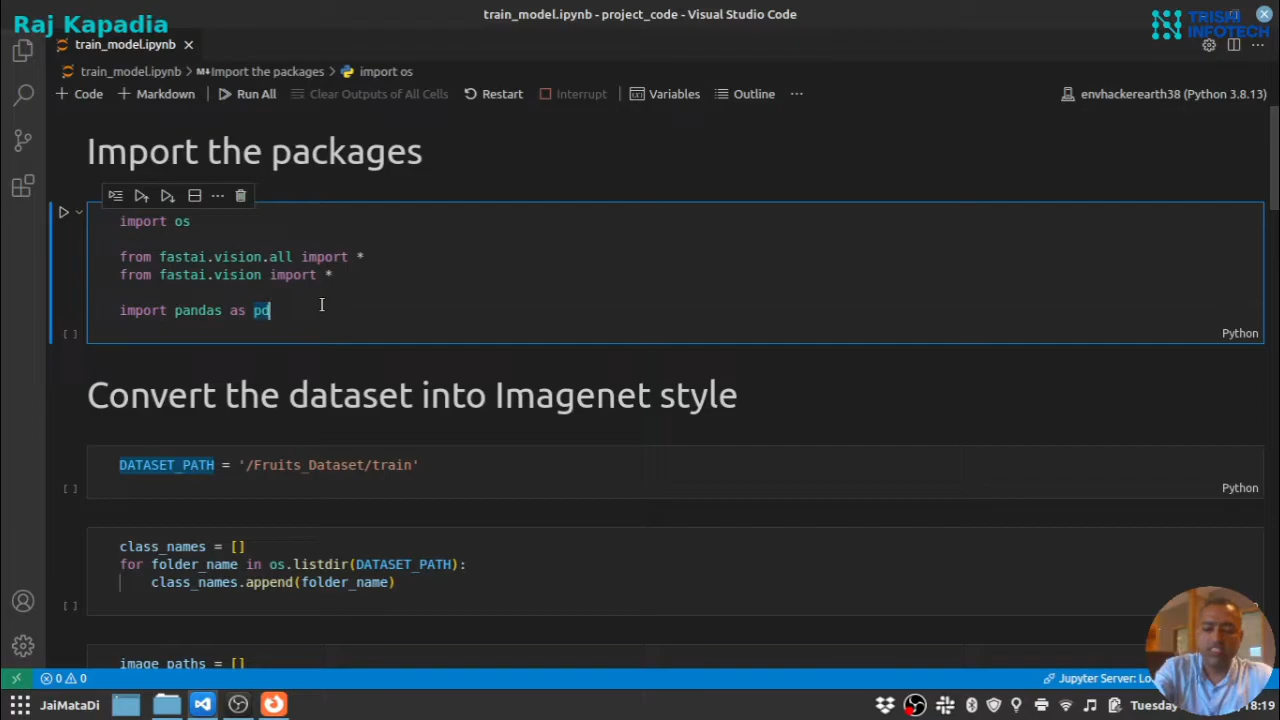 Raj Kapadia
train_model.ipynb - project_code - Visual Studio Code
TRISHI
INFOTECH
train_model.ipynb
train_model.ipynb > M↓Import the packages > import os
+ Code + Markdown Run All Clear Outputs of All Cells Restart Interrupt Variables Outline ... envhackerearth38 (Python 3.8.13)
Import the packages
import os
from fastai.vision.all import *
from fastai.vision import *
import pandas as pd
[ ]
Python
Convert the dataset into Imagenet style
DATASET_PATH = '/Fruits_Dataset/train'
[ ]
Python
class_names = []
for folder_name in os.listdir(DATASET_PATH):
class_names.append(folder_name)
[ ]
image_paths = []
0 0
Jupyter Server:
JaiMataDi
Tuesday
18:19